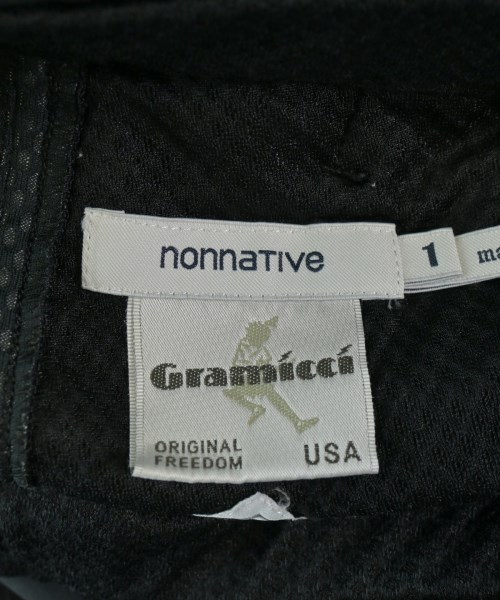 nonnative
1
Gramicci
ORIGINAL
FREEDOM
USA